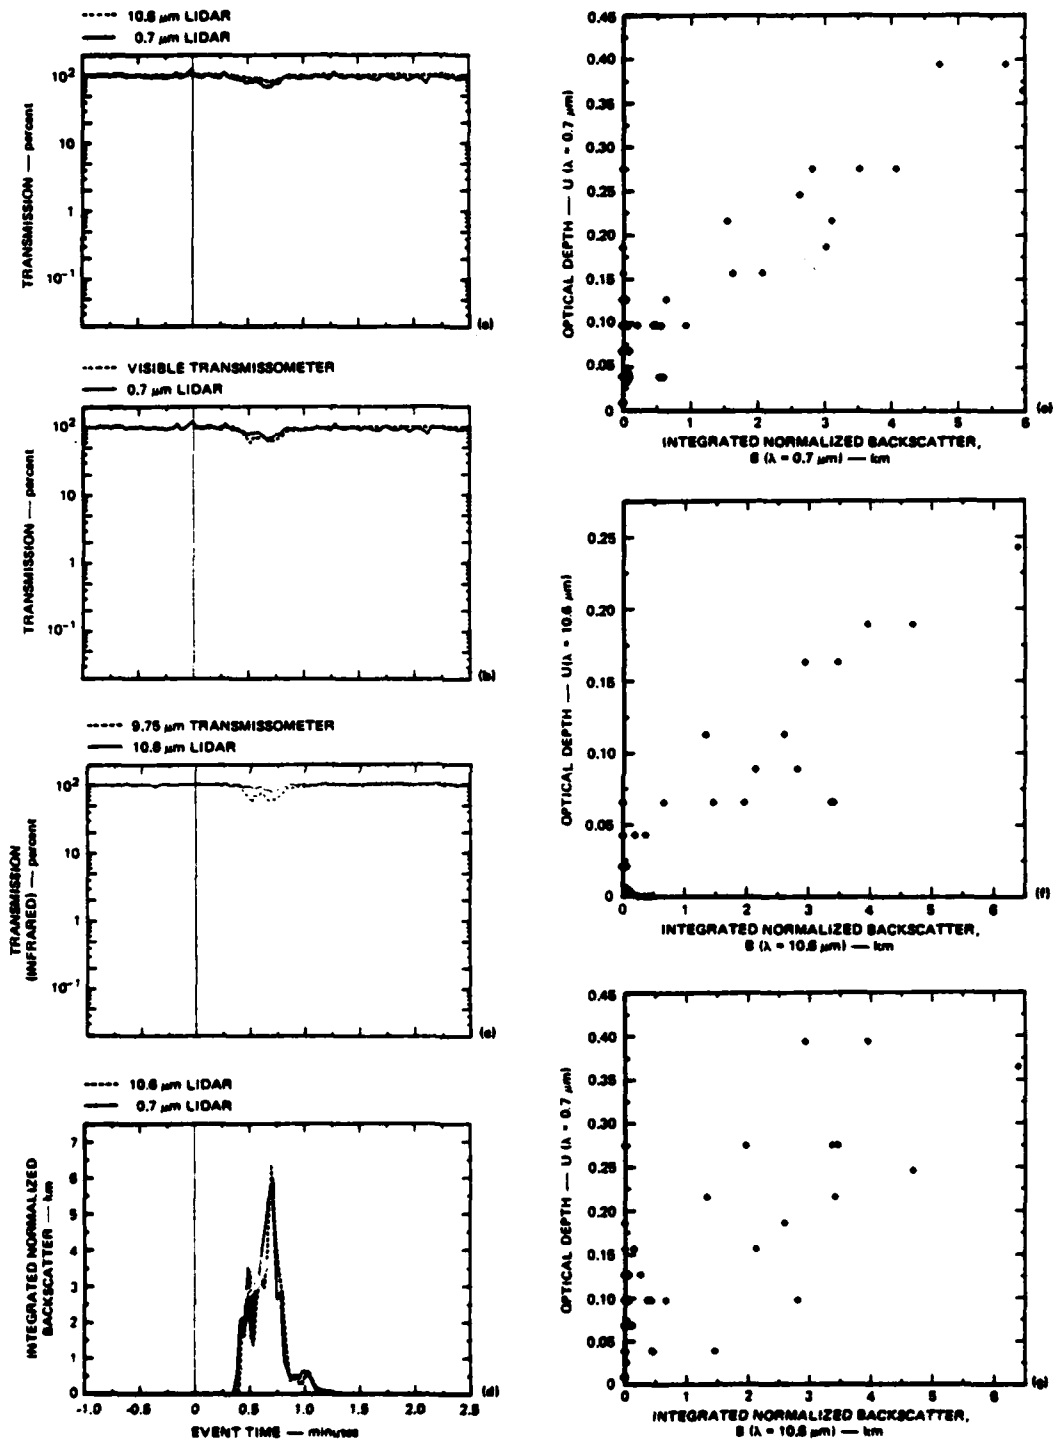 10.6 μm LIDAR
0.7 μm LIDAR
10²
10
1
10⁻¹
TRANSMISSION — percent
(a)
VISIBLE TRANSMISSOMETER
0.7 μm LIDAR
10²
10
1
10⁻¹
TRANSMISSION — percent
(b)
9.75 μm TRANSMISSOMETER
10.6 μm LIDAR
10²
10
1
10⁻¹
TRANSMISSION
(INFRARED) — percent
(c)
10.6 μm LIDAR
0.7 μm LIDAR
7
6
5
4
3
2
1
0
INTEGRATED NORMALIZED
BACKSCATTER — km
(d)
-1.0 -0.5 0 0.5 1.0 1.5 2.0 2.5
EVENT TIME — minutes
0.45
0.40
0.35
0.30
0.25
0.20
0.15
0.10
0.05
0
OPTICAL DEPTH — U (λ = 0.7 μm)
(e)
0 1 2 3 4 5 6
INTEGRATED NORMALIZED BACKSCATTER,
B (λ = 0.7 μm) — km
0.25
0.20
0.15
0.10
0.05
0
OPTICAL DEPTH — U(λ = 10.6 μm)
(f)
0 1 2 3 4 5 6
INTEGRATED NORMALIZED BACKSCATTER,
B (λ = 10.6 μm) — km
0.45
0.40
0.35
0.30
0.25
0.20
0.15
0.10
0.05
0
OPTICAL DEPTH — U (λ = 0.7 μm)
(g)
0 1 2 3 4 5 6
INTEGRATED NORMALIZED BACKSCATTER,
B (λ = 10.6 μm) — km